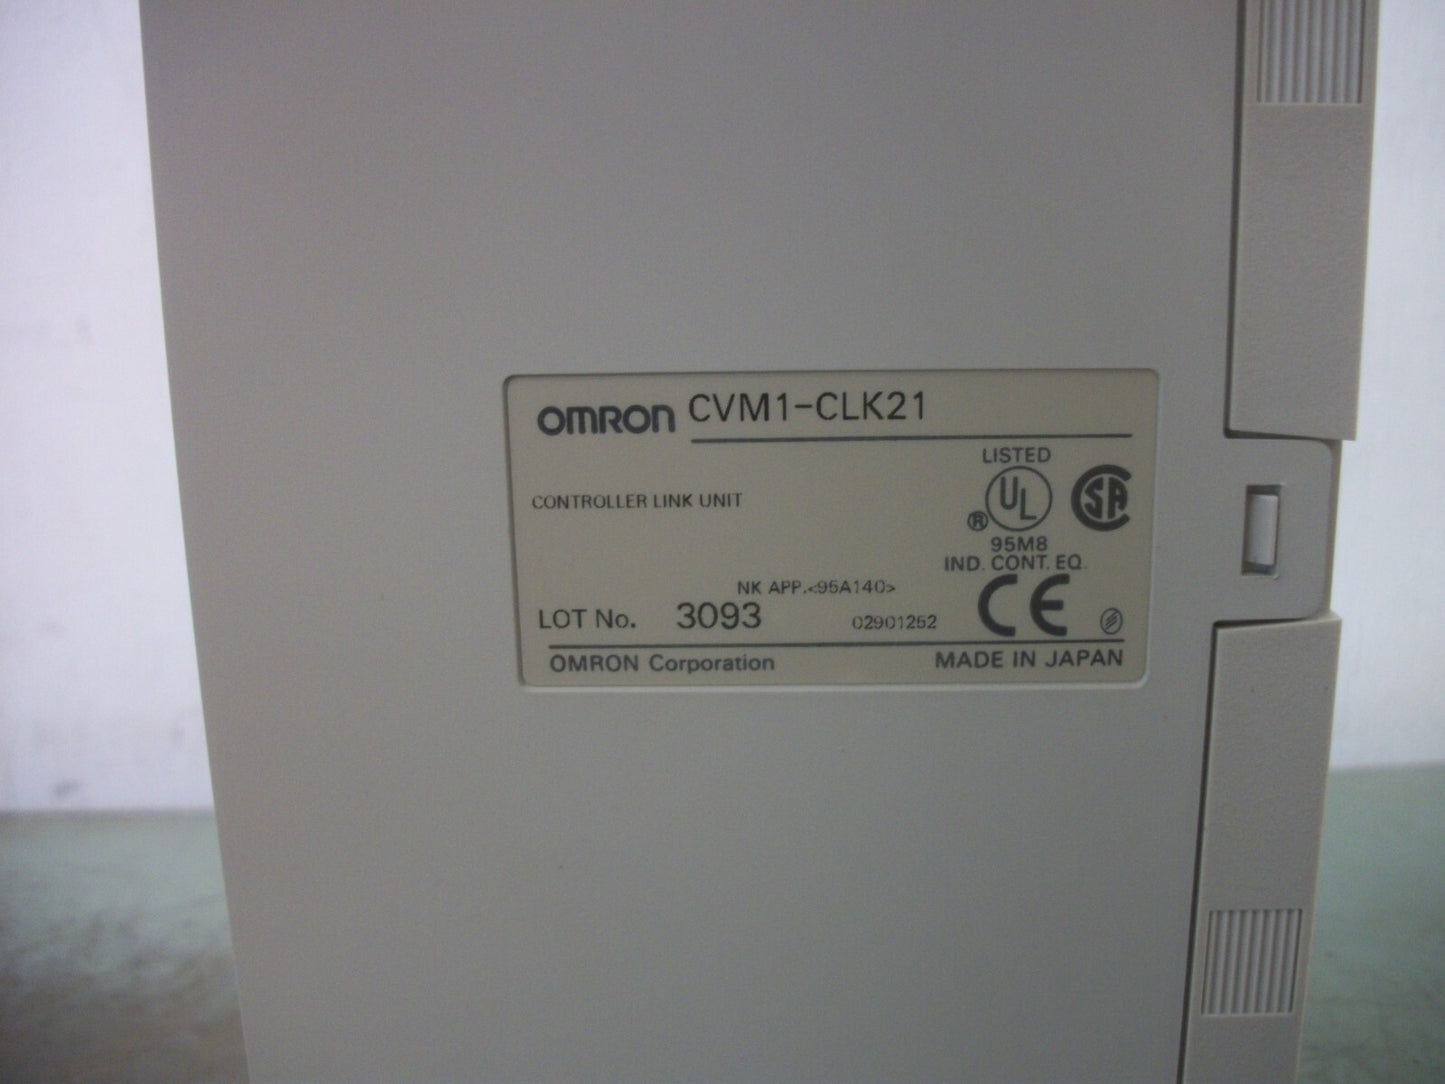 OMRON CVM1-CLK21
LISTED
UL
®
SA
CONTROLLER LINK UNIT
95M8
IND. CONT. EQ.
NK APP.<95A140>
CE
LOT No. 3093 02901252
OMRON Corporation MADE IN JAPAN